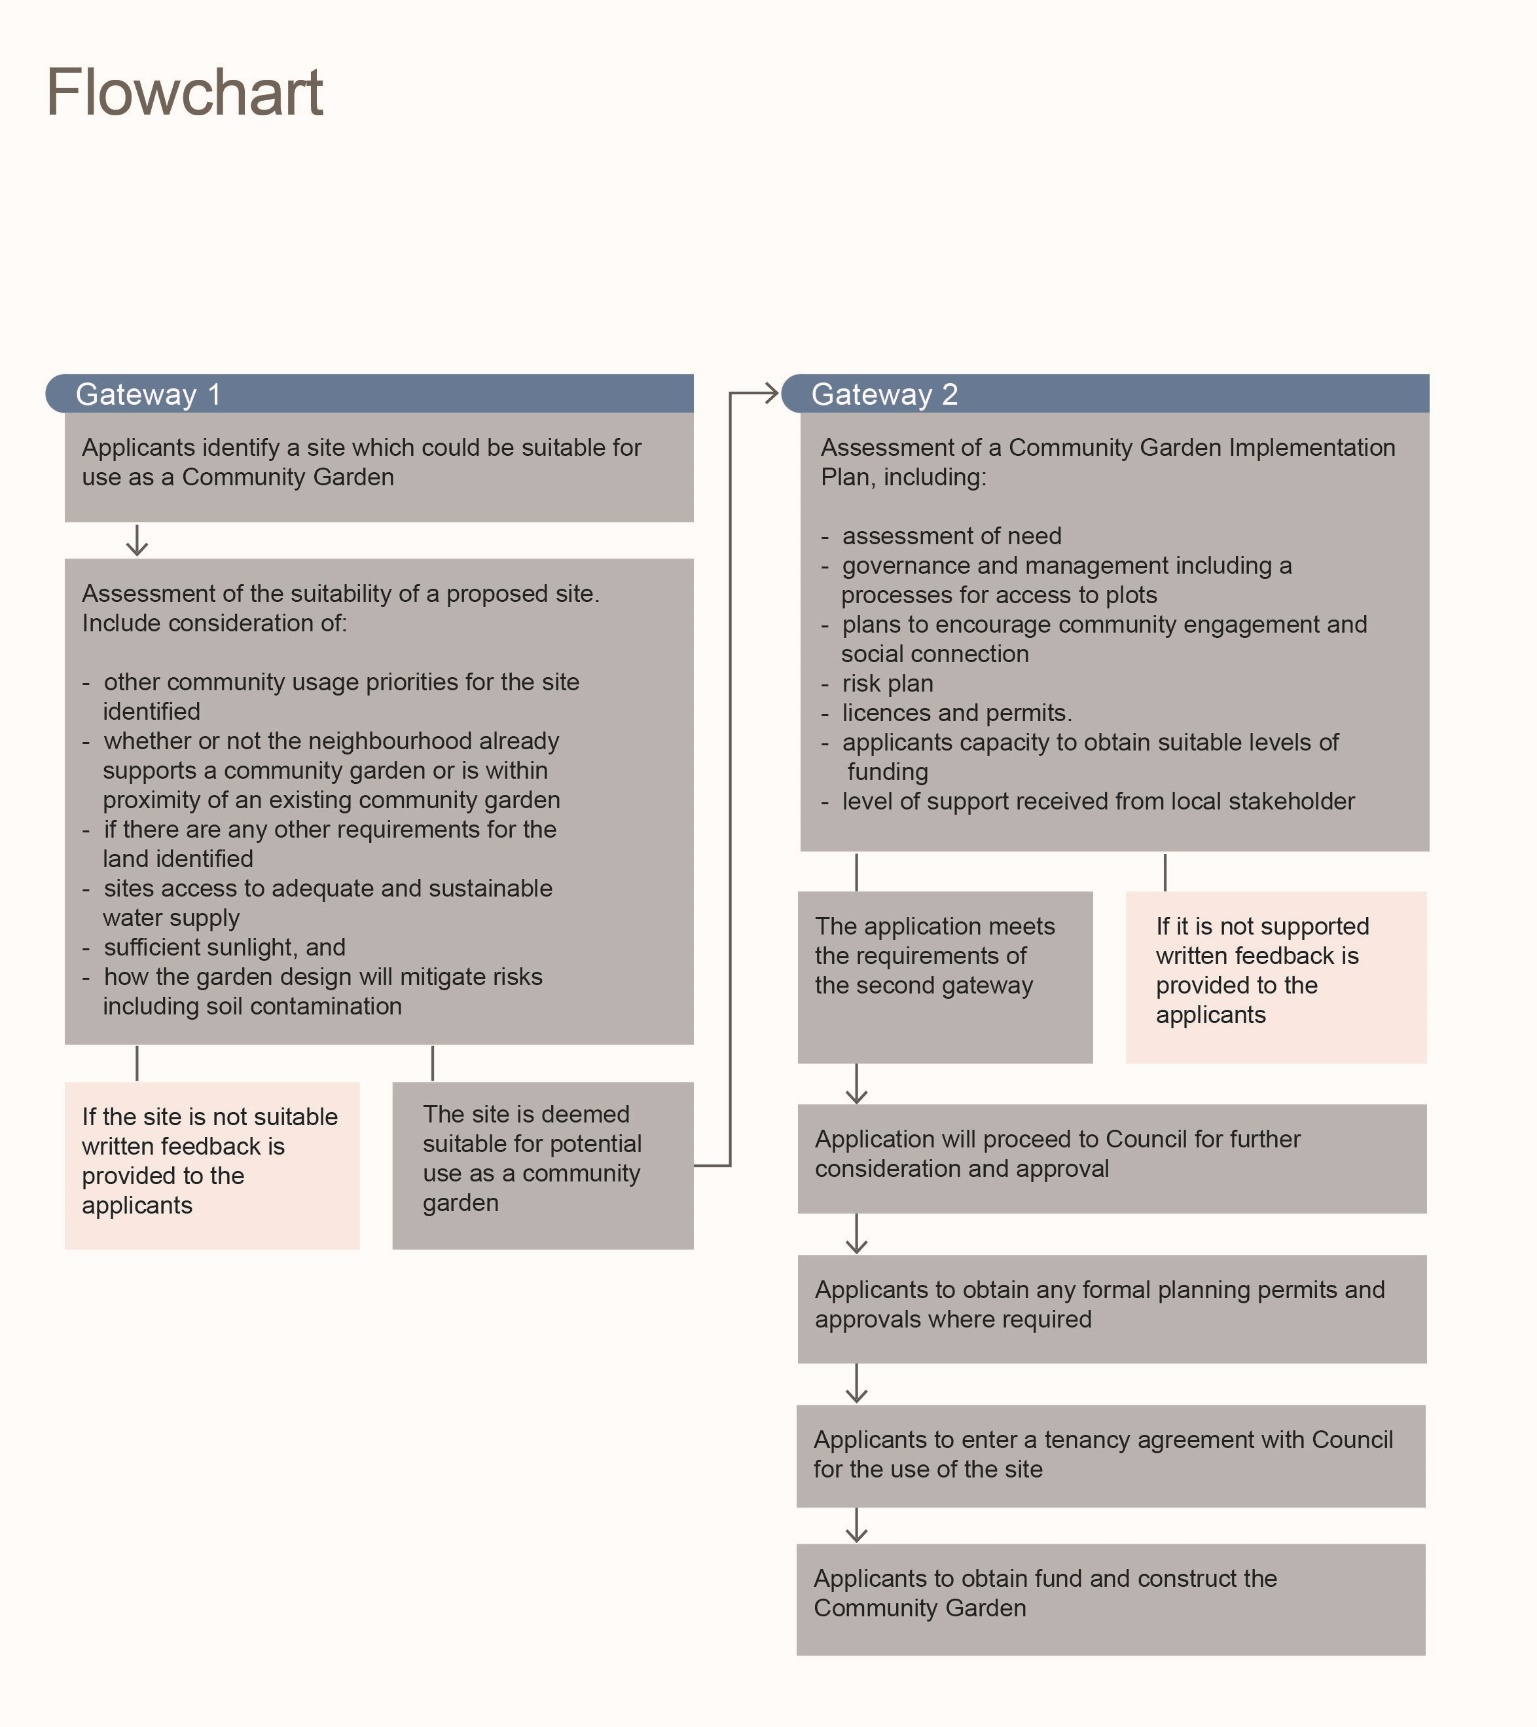 Flowchart
Gateway 1
Applicants identify a site which could be suitable for
use as a Community Garden
Assessment of the suitability of a proposed site.
Include consideration of:
- other community usage priorities for the site
identified
- whether or not the neighbourhood already
supports a community garden or is within
proximity of an existing community garden
- if there are any other requirements for the
land identified
- sites access to adequate and sustainable
water supply
- sufficient sunlight, and
- how the garden design will mitigate risks
including soil contamination
If the site is not suitable
written feedback is
provided to the
applicants
The site is deemed
suitable for potential
use as a community
garden
Gateway 2
Assessment of a Community Garden Implementation
Plan, including:
- assessment of need
- governance and management including a
processes for access to plots
- plans to encourage community engagement and
social connection
- risk plan
- licences and permits.
- applicants capacity to obtain suitable levels of
funding
- level of support received from local stakeholder
The application meets
the requirements of
the second gateway
If it is not supported
written feedback is
provided to the
applicants
Application will proceed to Council for further
consideration and approval
Applicants to obtain any formal planning permits and
approvals where required
Applicants to enter a tenancy agreement with Council
for the use of the site
Applicants to obtain fund and construct the
Community Garden